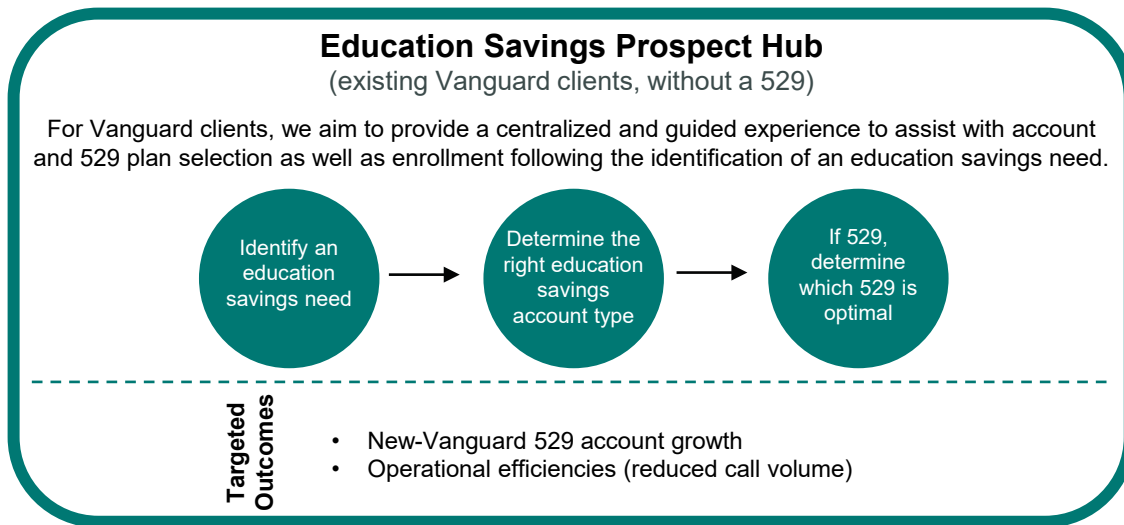 Education Savings Prospect Hub
(existing Vanguard clients, without a 529)
For Vanguard clients, we aim to provide a centralized and guided experience to assist with account
and 529 plan selection as well as enrollment following the identification of an education savings need.
Identify an
education
savings need
Determine the
right education
savings
account type
If 529,
determine
which 529 is
optimal
Targeted
Outcomes
• New-Vanguard 529 account growth
• Operational efficiencies (reduced call volume)